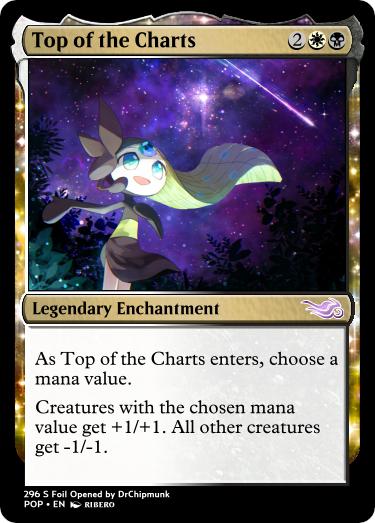 Top of the Charts 2
Legendary Enchantment
As Top of the Charts enters, choose a
mana value.
Creatures with the chosen mana
value get +1/+1. All other creatures
get -1/-1.
296 S Foil Opened by DrChipmunk
POP • EN RIBERO